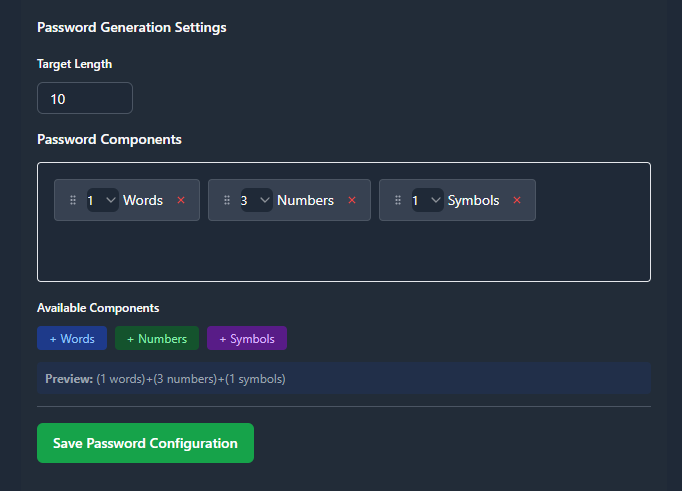 Password Generation Settings
Target Length
10
Password Components
1 Words × 3 Numbers × 1 Symbols ×
Available Components
+ Words + Numbers + Symbols
Preview: (1 words)+(3 numbers)+(1 symbols)
Save Password Configuration